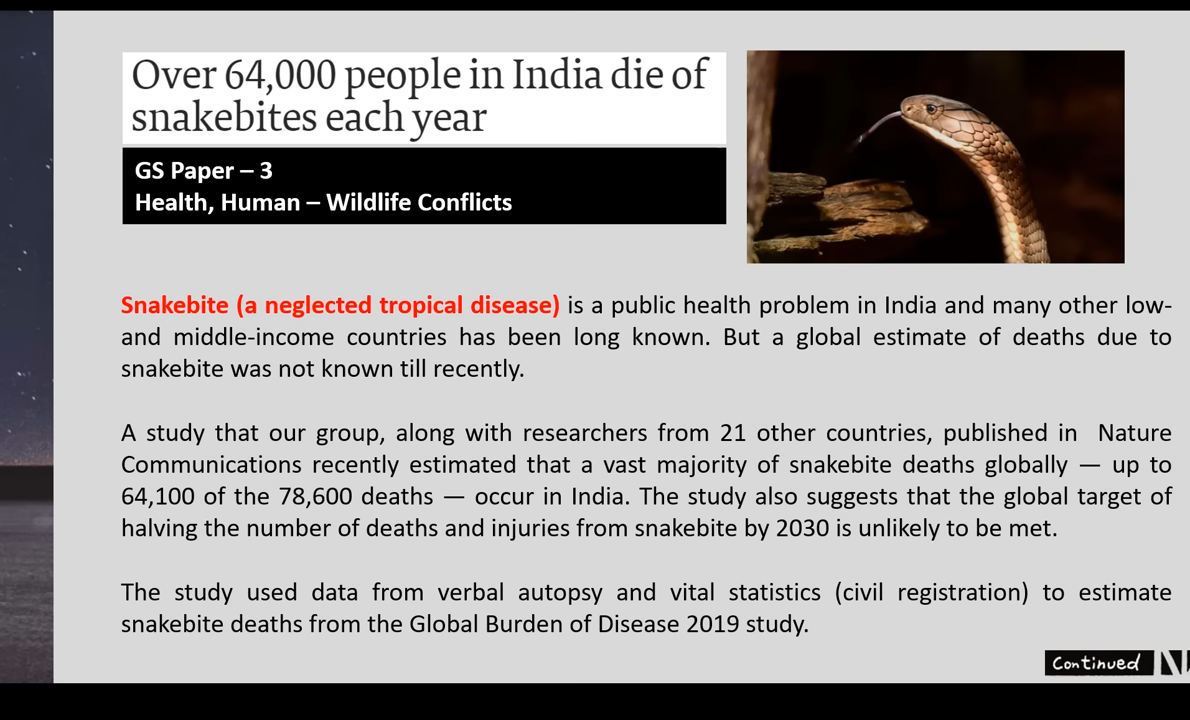 Over 64,000 people in India die of
snakebites each year
GS Paper – 3
Health, Human – Wildlife Conflicts
Snakebite (a neglected tropical disease) is a public health problem in India and many other low-
and middle-income countries has been long known. But a global estimate of deaths due to
snakebite was not known till recently.
A study that our group, along with researchers from 21 other countries, published in Nature
Communications recently estimated that a vast majority of snakebite deaths globally — up to
64,100 of the 78,600 deaths — occur in India. The study also suggests that the global target of
halving the number of deaths and injuries from snakebite by 2030 is unlikely to be met.
The study used data from verbal autopsy and vital statistics (civil registration) to estimate
snakebite deaths from the Global Burden of Disease 2019 study.
Continued